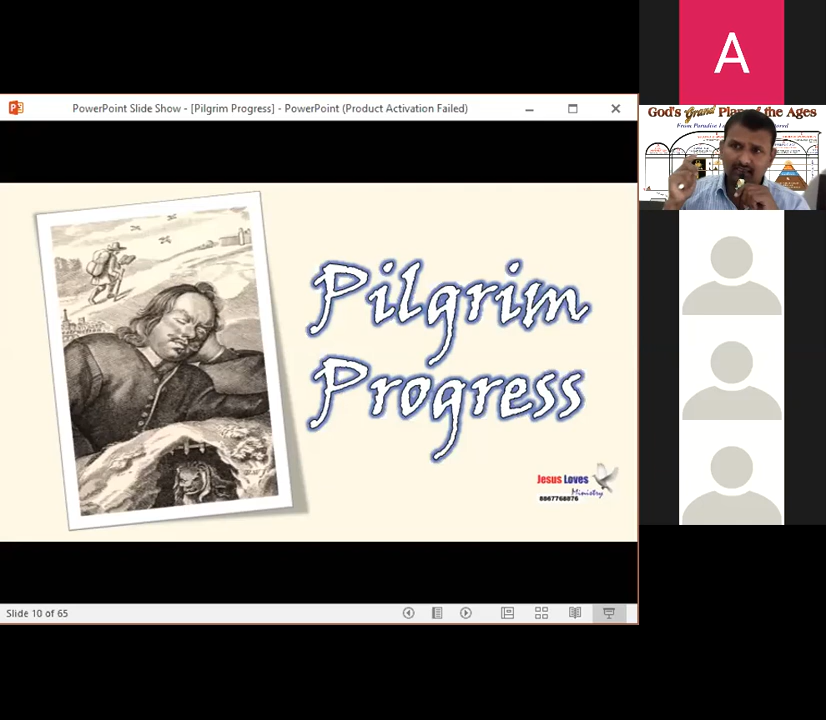 PowerPoint Slide Show - [Pilgrim Progress] - PowerPoint (Product Activation Failed)
A
God's Grand Plan of the Ages
Pilgrim
Progress
Jesus Loves
Ministry
8867768876
Slide 10 of 65